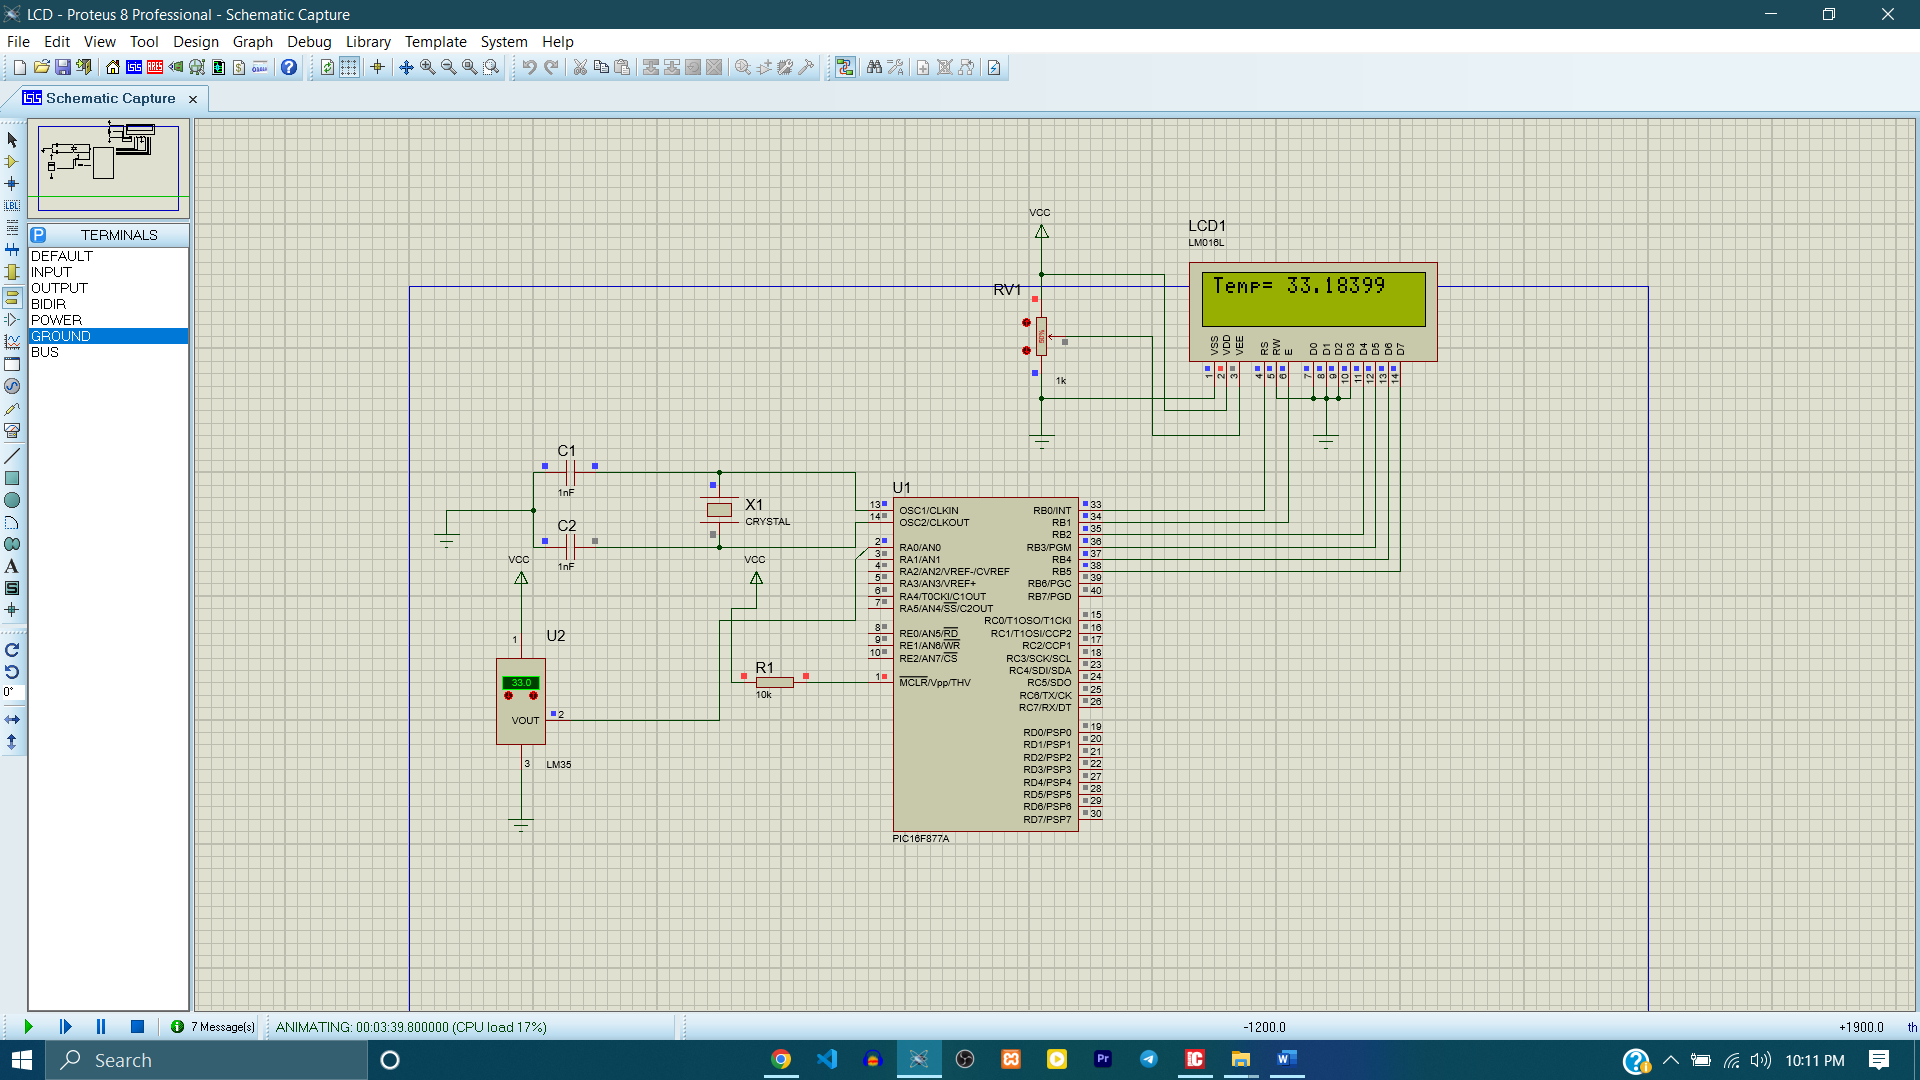 LCD - Proteus 8 Professional - Schematic Capture
File Edit View Tool Design Graph Debug Library Template System Help
Schematic Capture
TERMINALS
DEFAULT
INPUT
OUTPUT
BIDIR
POWER
GROUND
BUS
LBL
0°
VCC
RV1
1k
LCD1
LM016L
Temp= 33.18399
VSS VDD VEE RS RW E D0 D1 D2 D3 D4 D5 D6 D7
1 2 3 4 5 6 7 8 9 10 11 12 13 14
C1
1nF
C2
1nF
X1
CRYSTAL
VCC
VCC
U2
1
33.0
VOUT
2
3
LM35
R1
10k
U1
13 OSC1/CLKIN
14 OSC2/CLKOUT
2 RA0/AN0
3 RA1/AN1
4 RA2/AN2/VREF-/CVREF
5 RA3/AN3/VREF+
6 RA4/T0CKI/C1OUT
7 RA5/AN4/SS/C2OUT
8 RE0/AN5/RD
9 RE1/AN6/WR
10 RE2/AN7/CS
1 MCLR/Vpp/THV
RB0/INT 33
RB1 34
RB2 35
RB3/PGM 36
RB4 37
RB5 38
RB6/PGC 39
RB7/PGD 40
RC0/T1OSO/T1CKI 15
RC1/T1OSI/CCP2 16
RC2/CCP1 17
RC3/SCK/SCL 18
RC4/SDI/SDA 23
RC5/SDO 24
RC6/TX/CK 25
RC7/RX/DT 26
RD0/PSP0 19
RD1/PSP1 20
RD2/PSP2 21
RD3/PSP3 22
RD4/PSP4 27
RD5/PSP5 28
RD6/PSP6 29
RD7/PSP7 30
PIC16F877A
7 Message(s)
ANIMATING: 00:03:39.800000 (CPU load 17%)
-1200.0
+1900.0
th
Search
10:11 PM